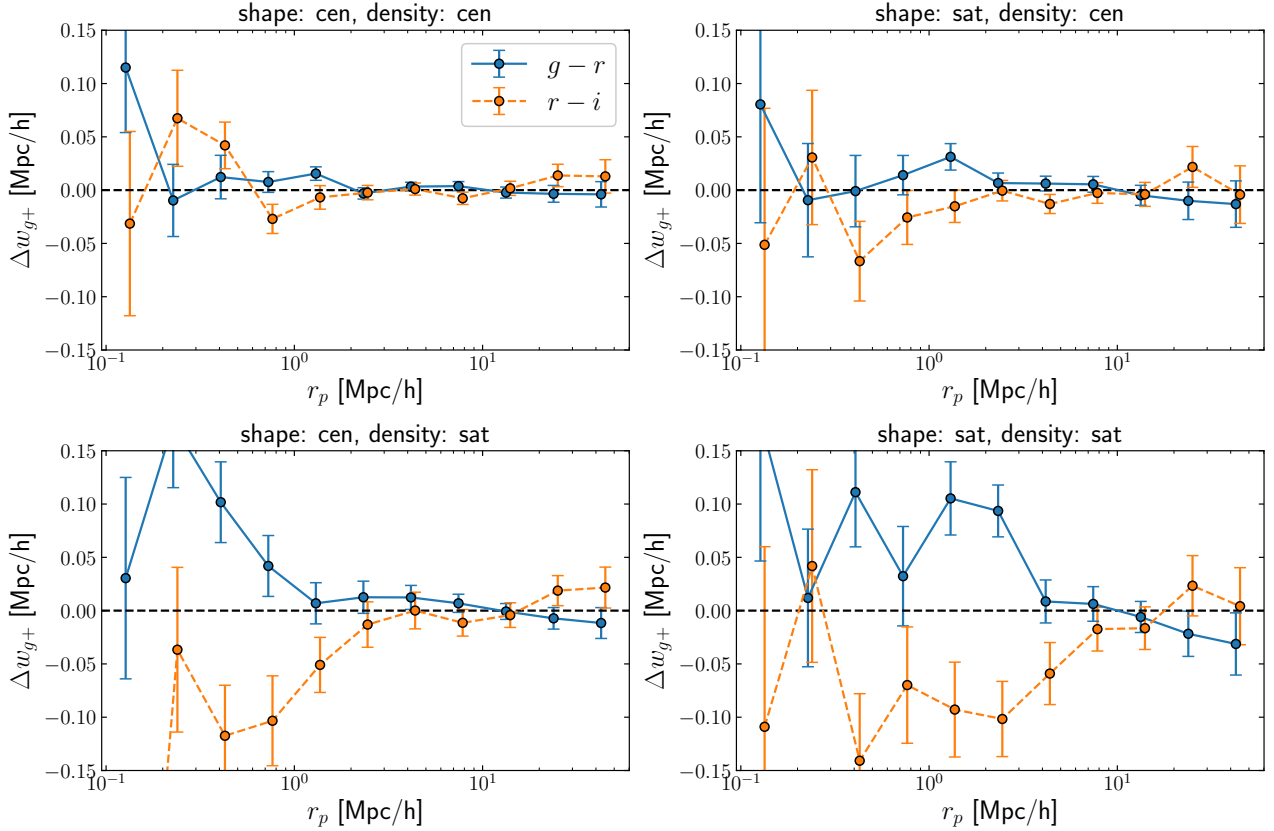 shape: cen, density: cen
shape: sat, density: cen
0.15
0.10
0.05
0.00
−0.05
−0.10
−0.15
Δw_{g+} [Mpc/h]
g − r
r − i
10^{−1}
10^{0}
10^{1}
r_p [Mpc/h]
0.15
0.10
0.05
0.00
−0.05
−0.10
−0.15
Δw_{g+} [Mpc/h]
10^{−1}
10^{0}
10^{1}
r_p [Mpc/h]
shape: cen, density: sat
shape: sat, density: sat
0.15
0.10
0.05
0.00
−0.05
−0.10
−0.15
Δw_{g+} [Mpc/h]
10^{−1}
10^{0}
10^{1}
r_p [Mpc/h]
0.15
0.10
0.05
0.00
−0.05
−0.10
−0.15
Δw_{g+} [Mpc/h]
10^{−1}
10^{0}
10^{1}
r_p [Mpc/h]